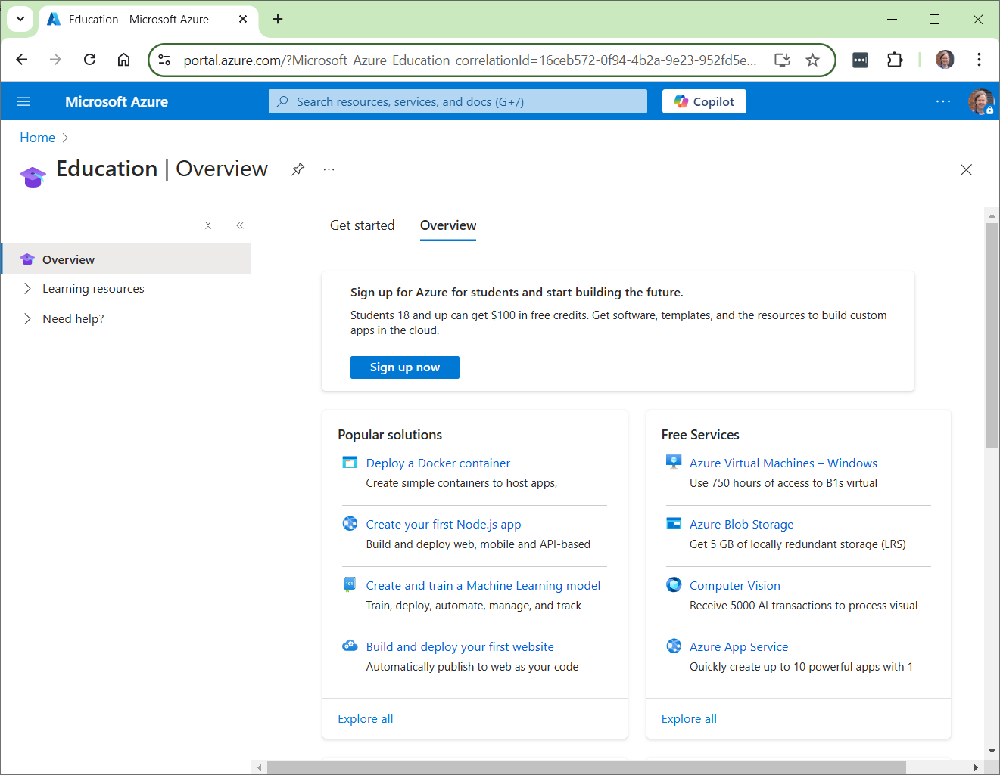 Education - Microsoft Azure
portal.azure.com/?Microsoft_Azure_Education_correlationId=16ceb572-0f94-4b2a-9e23-952fd5e...
Microsoft Azure
Search resources, services, and docs (G+/)
Copilot
Home
Education | Overview
Get started
Overview
Overview
Learning resources
Need help?
Sign up for Azure for students and start building the future.
Students 18 and up can get $100 in free credits. Get software, templates, and the resources to build custom
apps in the cloud.
Sign up now
Popular solutions
Deploy a Docker container
Create simple containers to host apps,
Create your first Node.js app
Build and deploy web, mobile and API-based
Create and train a Machine Learning model
Train, deploy, automate, manage, and track
Build and deploy your first website
Automatically publish to web as your code
Explore all
Free Services
Azure Virtual Machines – Windows
Use 750 hours of access to B1s virtual
Azure Blob Storage
Get 5 GB of locally redundant storage (LRS)
Computer Vision
Receive 5000 AI transactions to process visual
Azure App Service
Quickly create up to 10 powerful apps with 1
Explore all